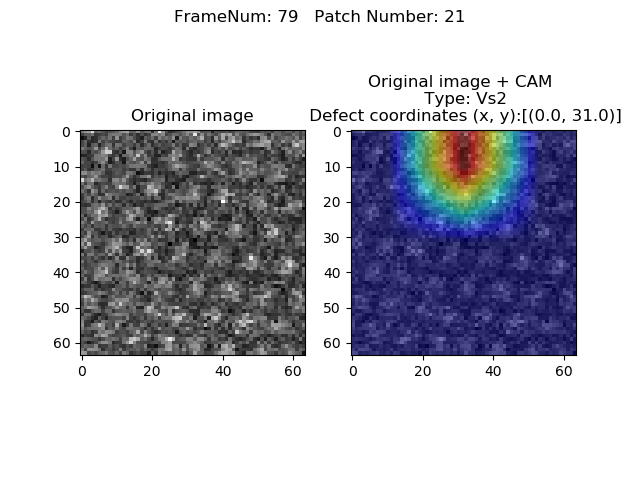 FrameNum: 79   Patch Number: 21
Original image
Original image + CAM
Type: Vs2
Defect coordinates (x, y):[(0.0, 31.0)]
0
10
20
30
40
50
60
0 20 40 60
0
10
20
30
40
50
60
0 20 40 60